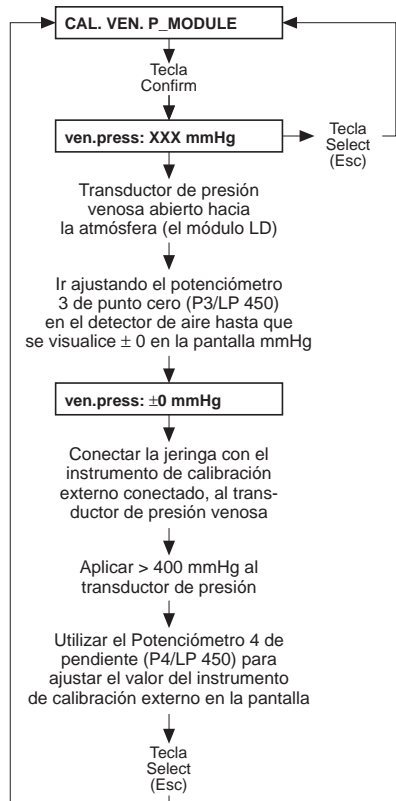 CAL. VEN. P_MODULE
Tecla
Confirm
ven.press: XXX mmHg
Tecla
Select
(Esc)
Transductor de presión
venosa abierto hacia
la atmósfera (el módulo LD)
Ir ajustando el potenciómetro
3 de punto cero (P3/LP 450)
en el detector de aire hasta que
se visualice ± 0 en la pantalla mmHg
ven.press: ±0 mmHg
Conectar la jeringa con el
instrumento de calibración
externo conectado, al trans-
ductor de presión venosa
Aplicar > 400 mmHg al
transductor de presión
Utilizar el Potenciómetro 4 de
pendiente (P4/LP 450) para
ajustar el valor del instrumento
de calibración externo en la pantalla
Tecla
Select
(Esc)